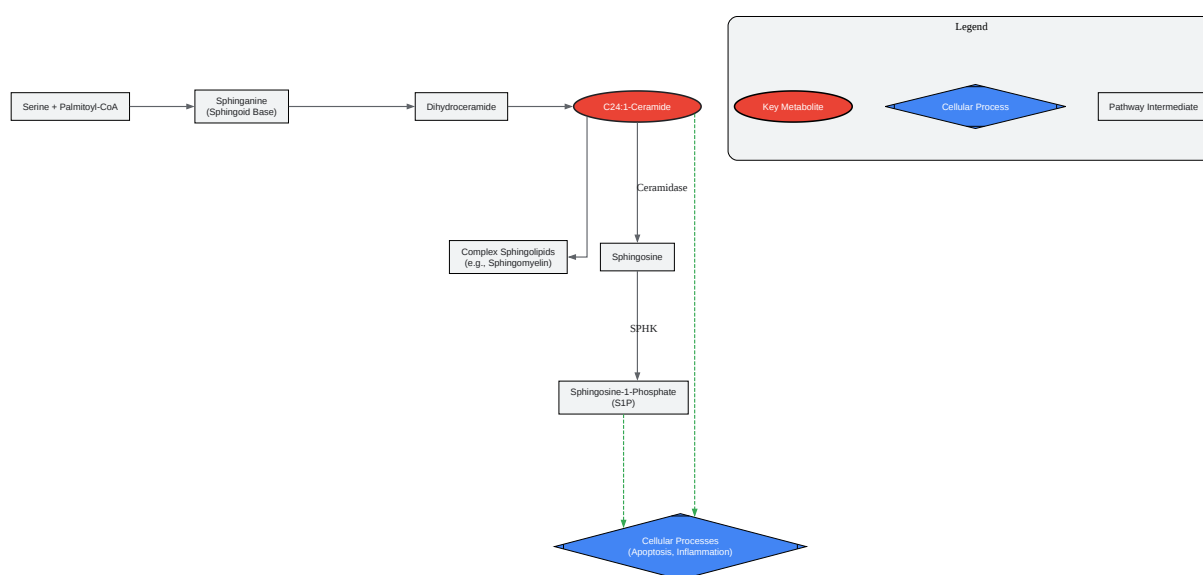 Legend
Serine + Palmitoyl-CoA
Sphinganine
(Sphingoid Base)
Dihydroceramide
C24:1-Ceramide
Key Metabolite
Cellular Process
Pathway Intermediate
Ceramidase
Complex Sphingolipids
(e.g., Sphingomyelin)
Sphingosine
SPHK
Sphingosine-1-Phosphate
(S1P)
Cellular Processes
(Apoptosis, Inflammation)